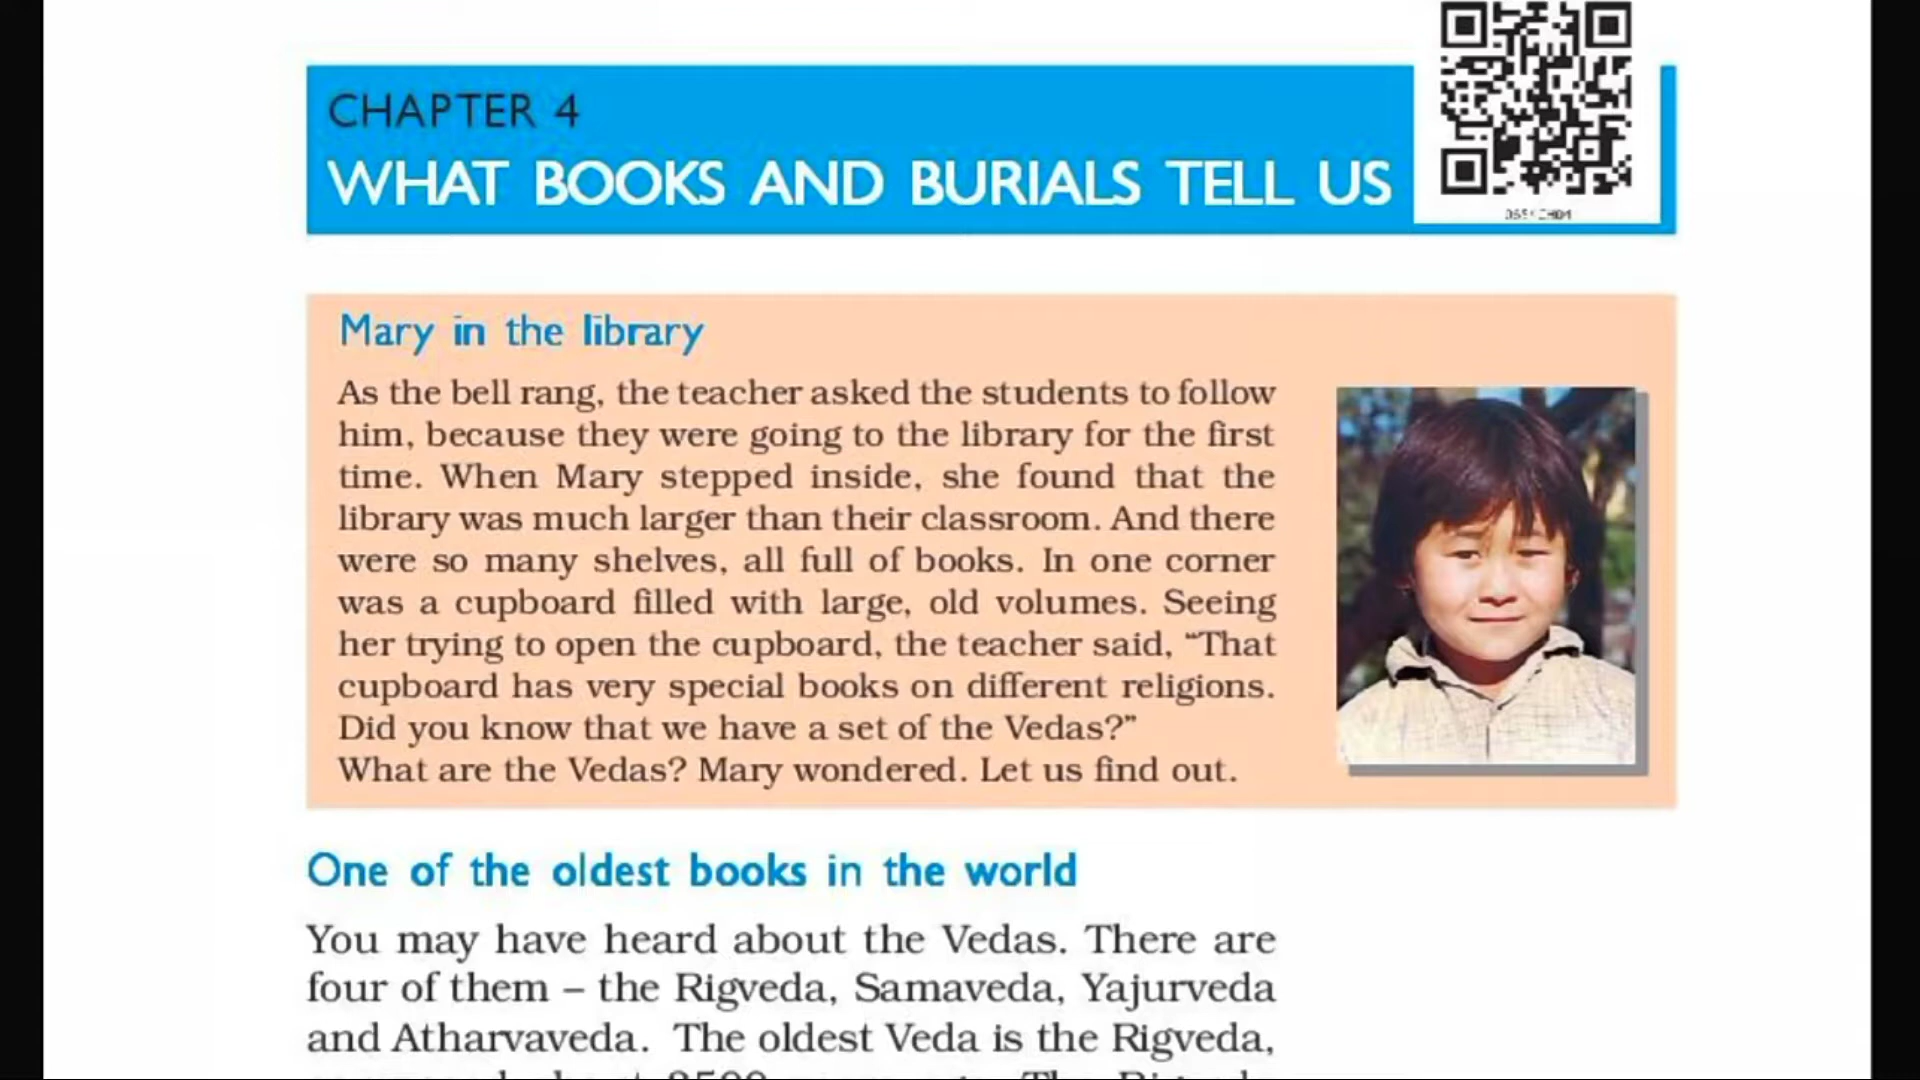 CHAPTER 4
WHAT BOOKS AND BURIALS TELL US
Mary in the library
As the bell rang, the teacher asked the students to follow
him, because they were going to the library for the first
time. When Mary stepped inside, she found that the
library was much larger than their classroom. And there
were so many shelves, all full of books. In one corner
was a cupboard filled with large, old volumes. Seeing
her trying to open the cupboard, the teacher said, “That
cupboard has very special books on different religions.
Did you know that we have a set of the Vedas?”
What are the Vedas? Mary wondered. Let us find out.
One of the oldest books in the world
You may have heard about the Vedas. There are
four of them – the Rigveda, Samaveda, Yajurveda
and Atharvaveda. The oldest Veda is the Rigveda,